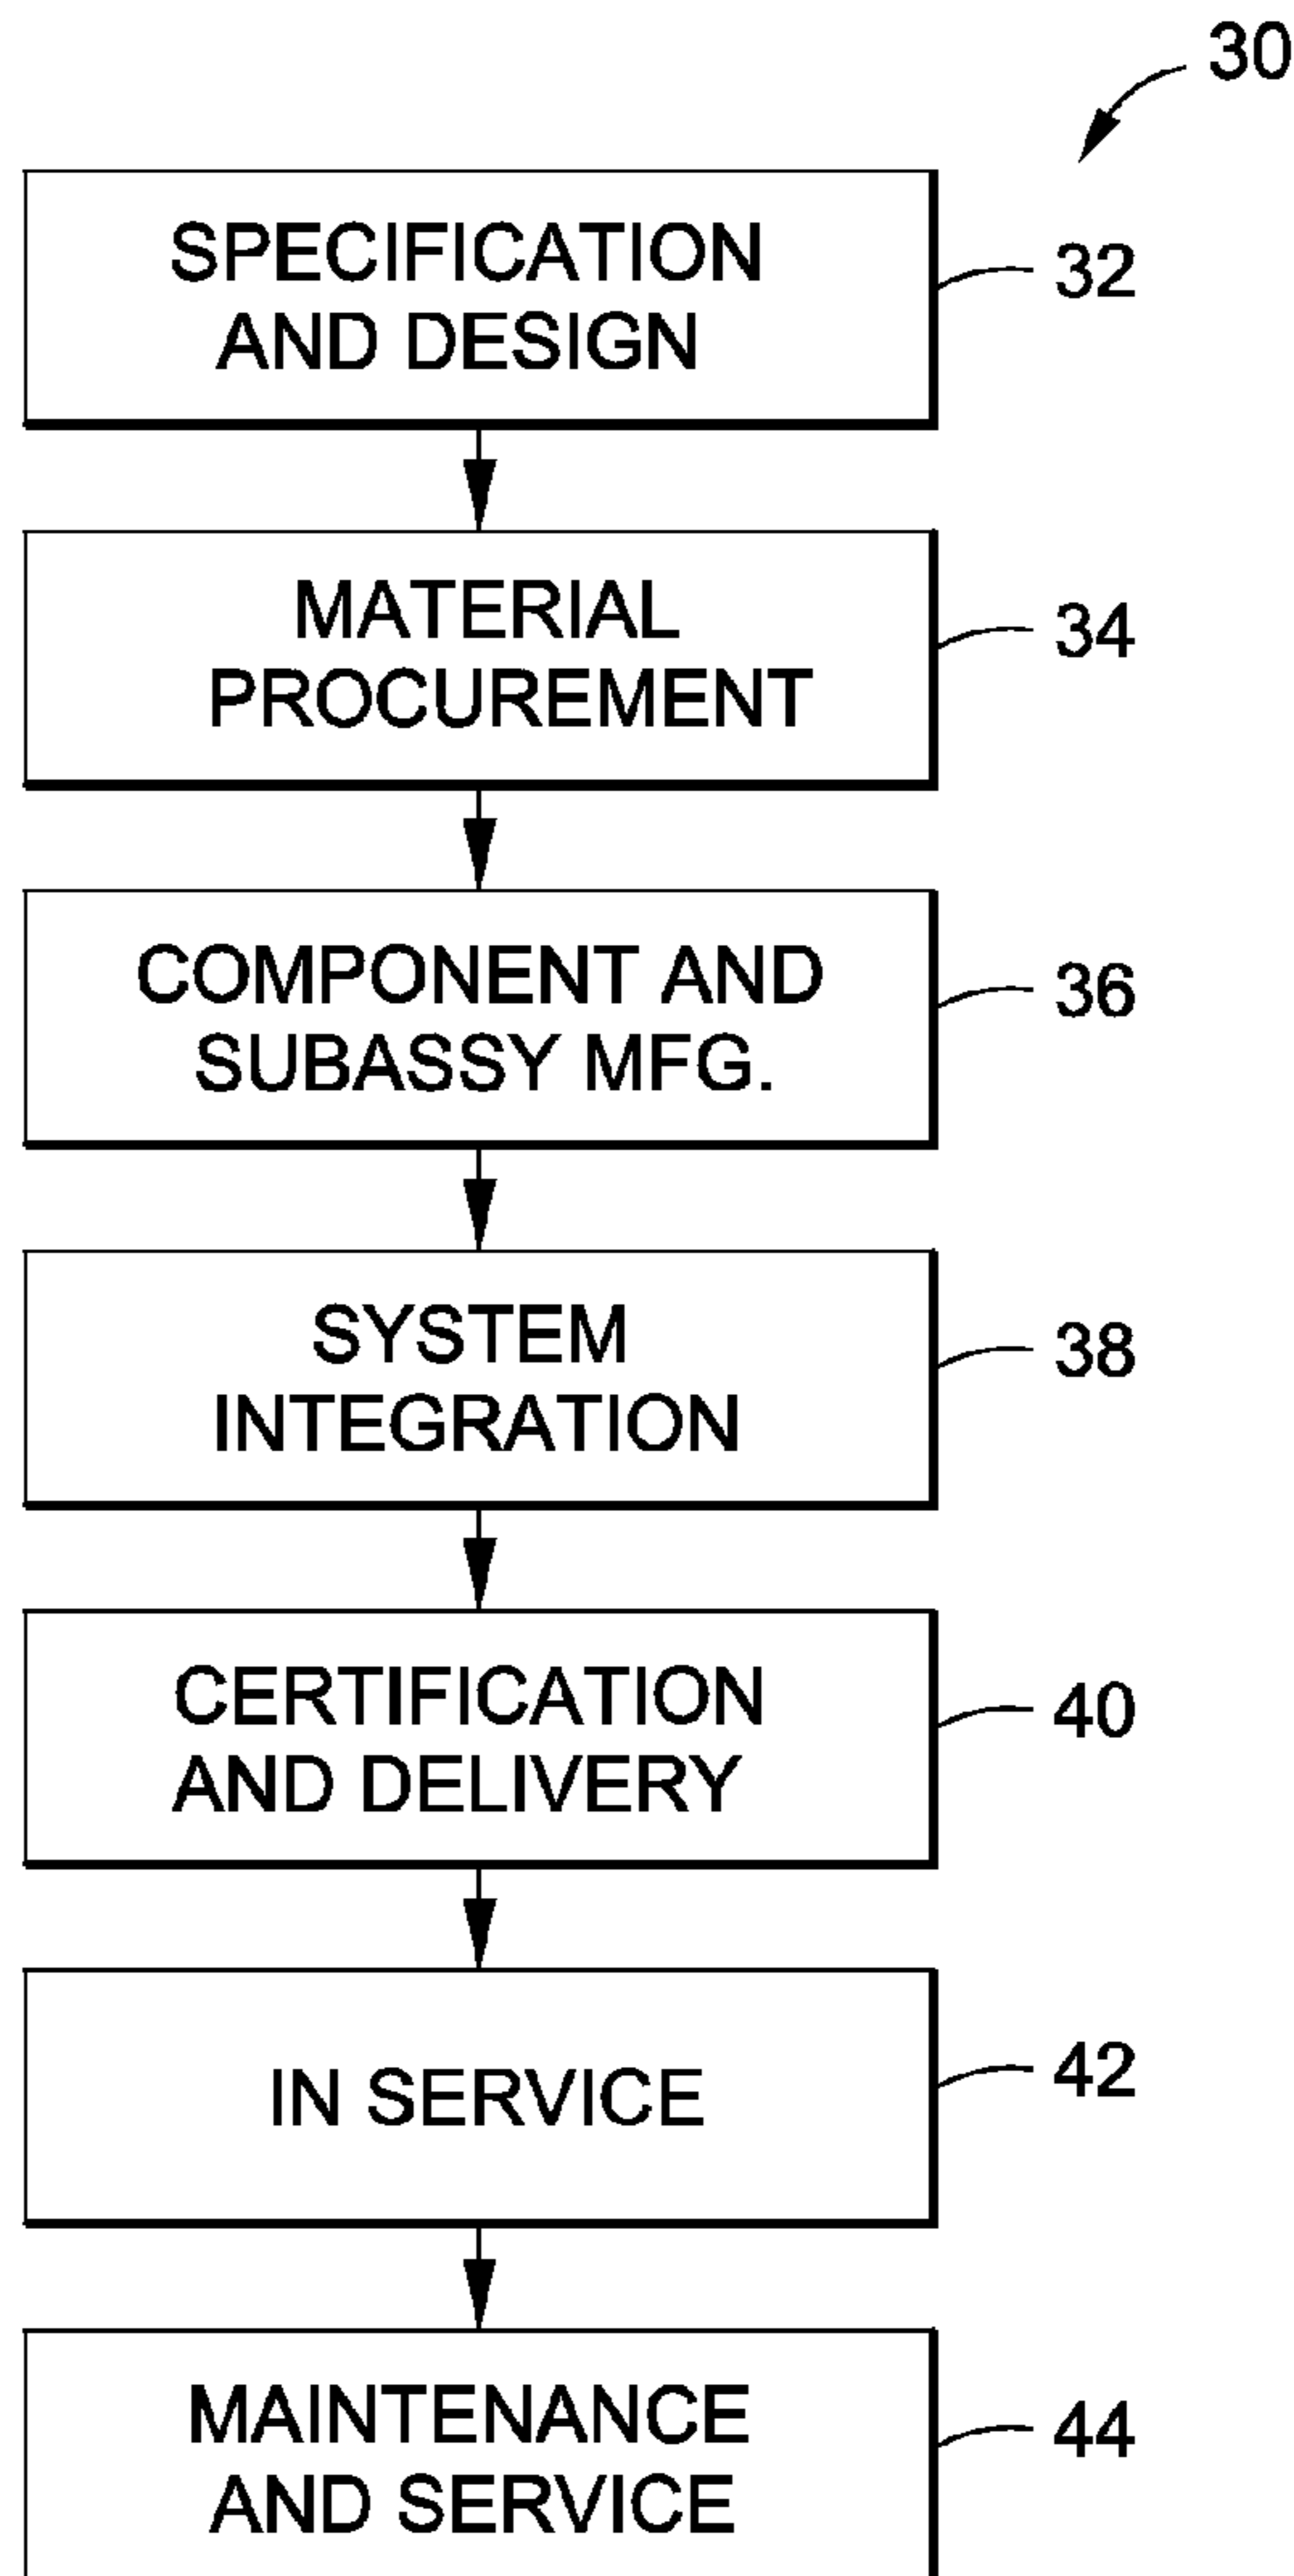 30
SPECIFICATION
AND DESIGN
32
MATERIAL
PROCUREMENT
34
COMPONENT AND
SUBASSY MFG.
36
SYSTEM
INTEGRATION
38
CERTIFICATION
AND DELIVERY
40
IN SERVICE
42
MAINTENANCE
AND SERVICE
44